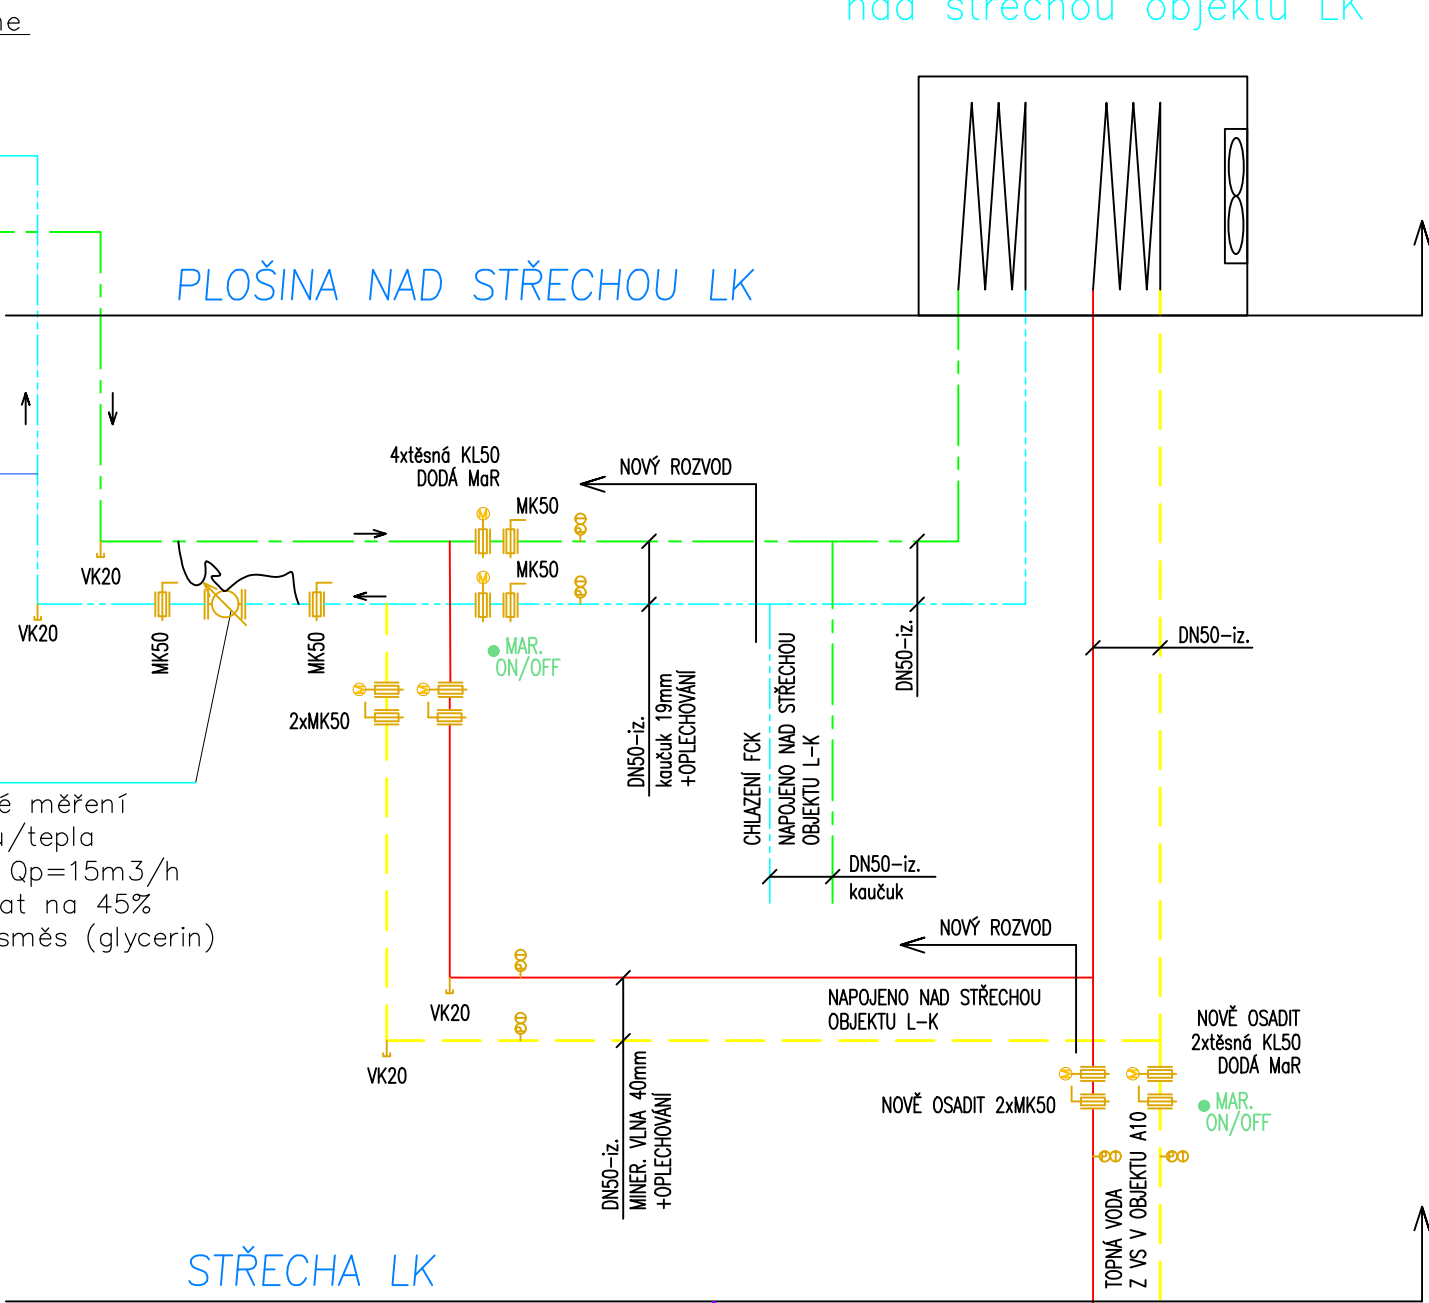 nad střechou objektu LK
PLOŠINA NAD STŘECHOU LK
4xtěsná KL50
DODÁ MaR
NOVÝ ROZVOD
MK50
VK20
MK50
VK20
MK50
MK50
MAR.
ON/OFF
2xMK50
DN50-iz.
kaučuk 19mm
+OPLECHOVÁNÍ
CHLAZENÍ FCK
NAPOJENO NAD STŘECHOU
OBJEKTU L-K
DN50-iz.
DN50-iz.
DN50-iz.
kaučuk
měření
/tepla
Qp=15m3/h
na 45%
směs (glycerin)
NOVÝ ROZVOD
VK20
NAPOJENO NAD STŘECHOU
OBJEKTU L-K
VK20
NOVĚ OSADIT
2xtěsná KL50
DODÁ MaR
NOVĚ OSADIT 2xMK50
MAR.
ON/OFF
DN50-iz.
MINER. VLNA 40mm
+OPLECHOVÁNÍ
TOPNÁ VODA
Z VS V OBJEKTU A10
STŘECHA LK